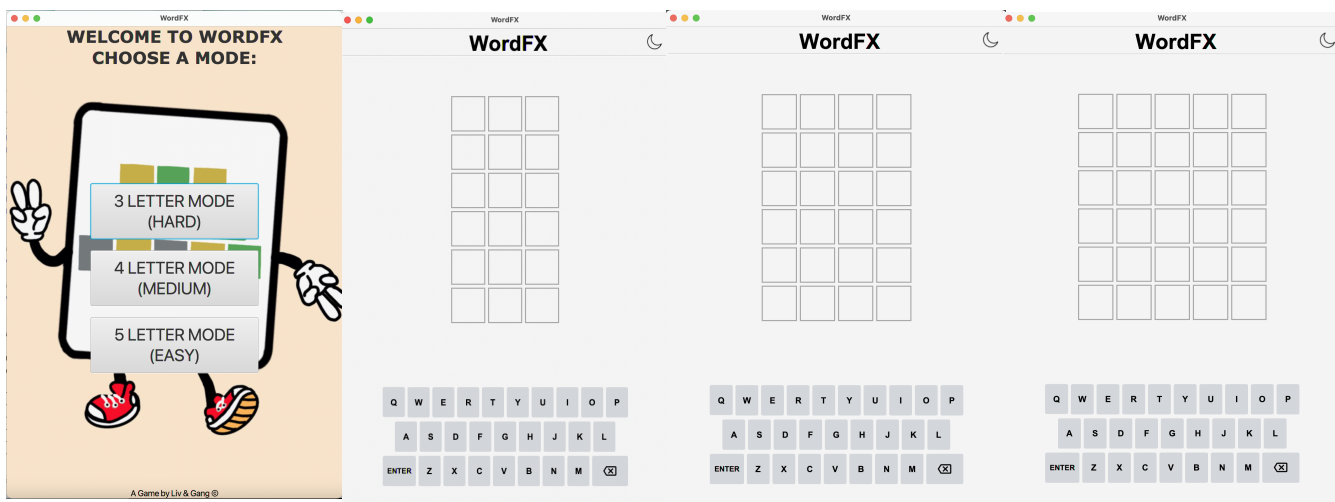 WordFX
WELCOME TO WORDFX
CHOOSE A MODE:
3 LETTER MODE
(HARD)
4 LETTER MODE
(MEDIUM)
5 LETTER MODE
(EASY)
A Game by Liv & Gang ©
WordFX
WordFX
Q W E R T Y U I O P
A S D F G H J K L
ENTER Z X C V B N M
WordFX
WordFX
Q W E R T Y U I O P
A S D F G H J K L
ENTER Z X C V B N M
WordFX
WordFX
Q W E R T Y U I O P
A S D F G H J K L
ENTER Z X C V B N M